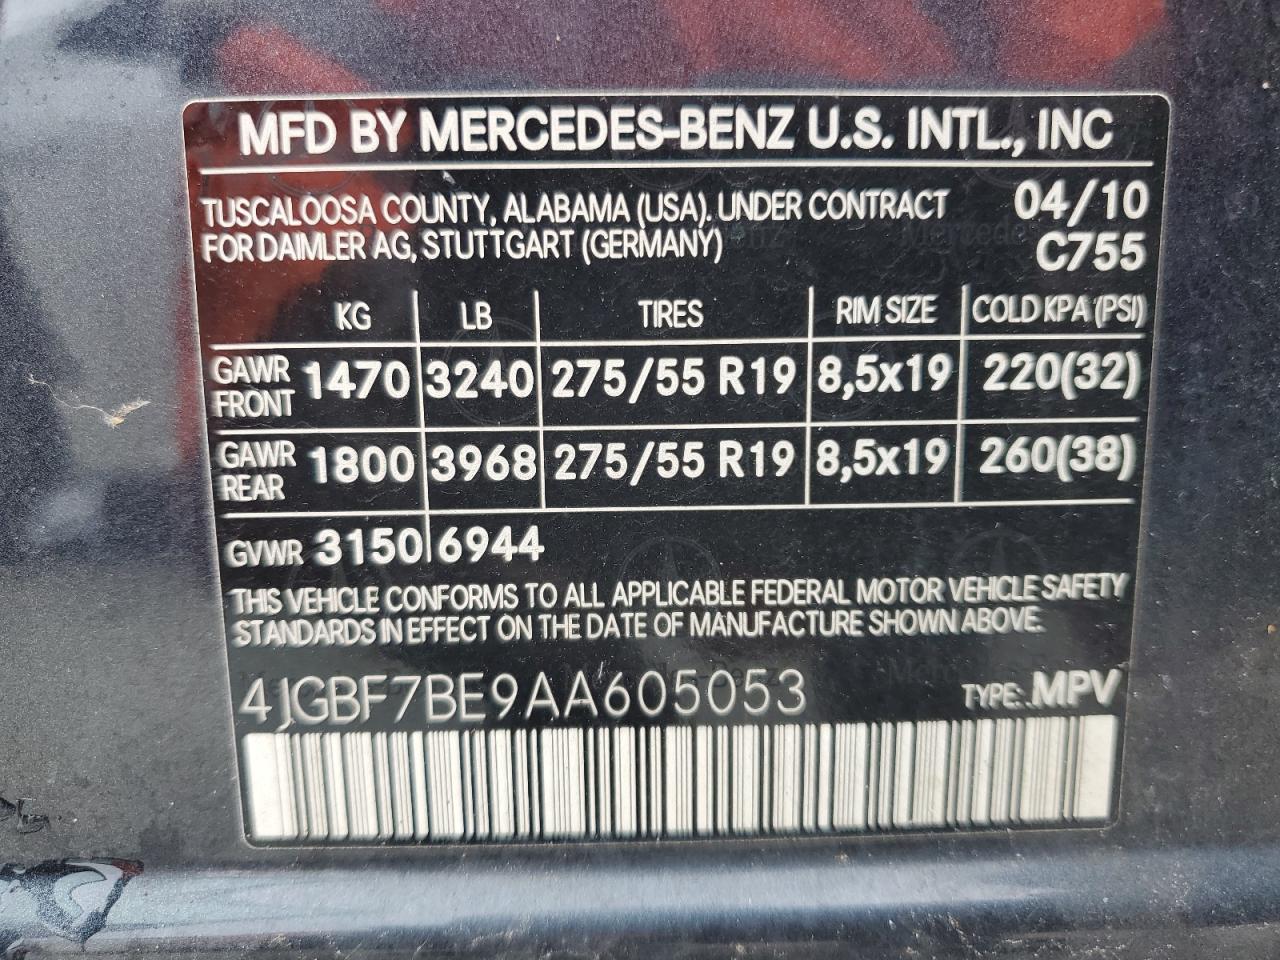 MFD BY MERCEDES-BENZ U.S. INTL., INC
TUSCALOOSA COUNTY, ALABAMA (USA). UNDER CONTRACT 04/10
FOR DAIMLER AG, STUTTGART (GERMANY) C755
KG LB TIRES RIM SIZE COLD KPA (PSI)
GAWR FRONT 1470 3240 275/55 R19 8,5x19 220(32)
GAWR REAR 1800 3968 275/55 R19 8,5x19 260(38)
GVWR 3150 6944
THIS VEHICLE CONFORMS TO ALL APPLICABLE FEDERAL MOTOR VEHICLE SAFETY
STANDARDS IN EFFECT ON THE DATE OF MANUFACTURE SHOWN ABOVE.
4JGBF7BE9AA605053 TYPE: MPV